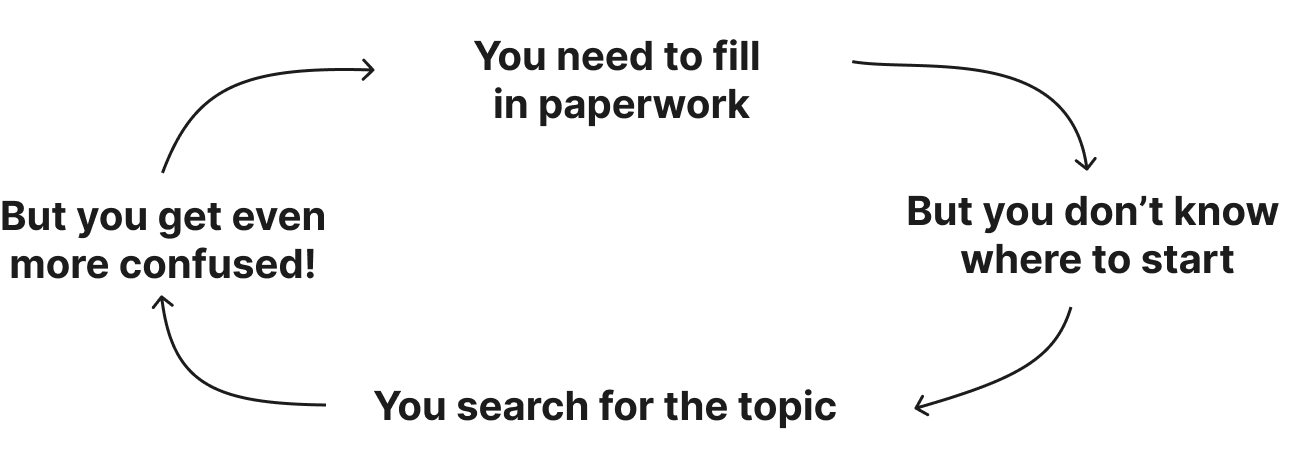 You need to fill
in paperwork
But you don’t know
where to start
You search for the topic
But you get even
more confused!